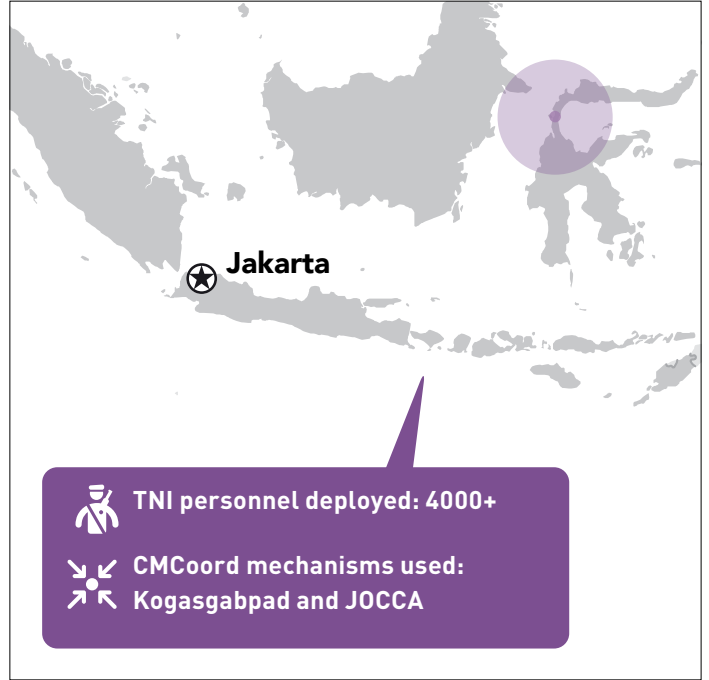 Jakarta
TNI personnel deployed: 4000+
CMCoord mechanisms used:
Kogasgabpad and JOCCA